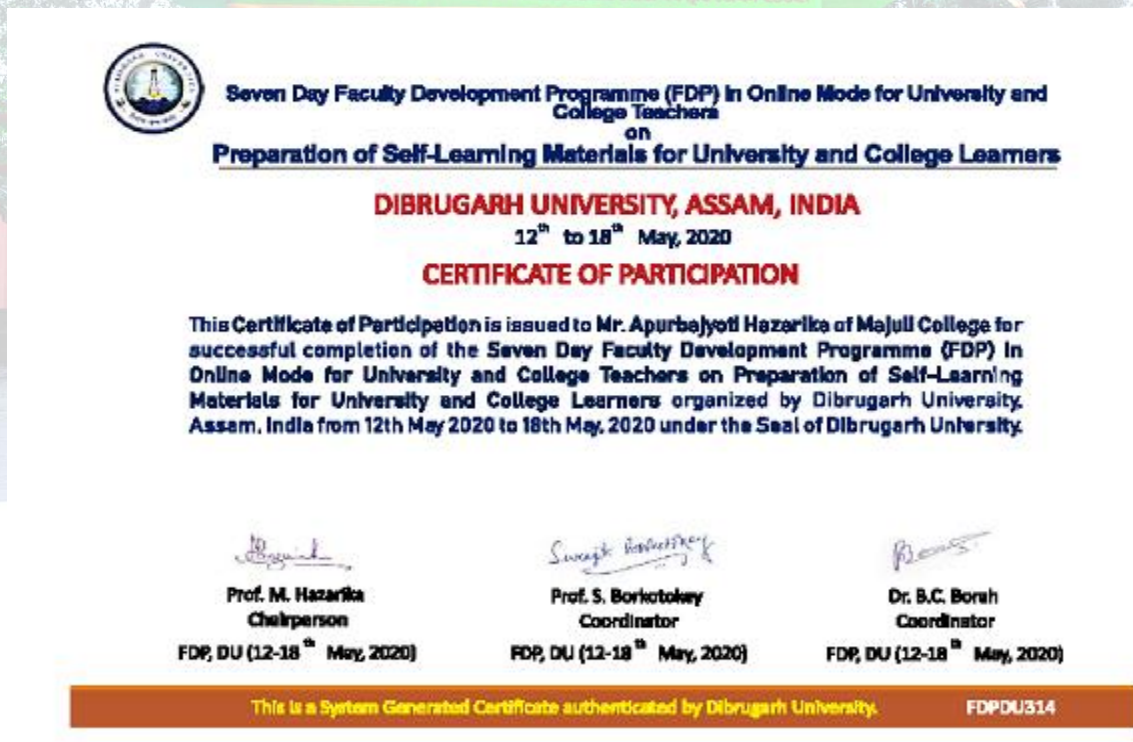 Seven Day Faculty Development Programme (FDP) in Online Mode for University and
College Teachers
on
Preparation of Self-Learning Materials for University and College Learners
DIBRUGARH UNIVERSITY, ASSAM, INDIA
12th to 18th May, 2020
CERTIFICATE OF PARTICIPATION
This Certificate of Participation is issued to Mr. Apurbajyoti Hazarika of Majuli College for
successful completion of the Seven Day Faculty Development Programme (FDP) in
Online Mode for University and College Teachers on Preparation of Self-Learning
Materials for University and College Learners organized by Dibrugarh University,
Assam, India from 12th May 2020 to 18th May, 2020 under the Seal of Dibrugarh Unversity.
Prof. M. Hazarika Prof. S. Borkotokey Dr. B.C. Borah
Chairperson Coordinator Coordinator
FDP, DU (12-18th May, 2020) FDP, DU (12-18th May, 2020) FDP, DU (12-18th May, 2020)
This is a System Generated Certificate authenticated by Dibrugarh University. FDPDU314